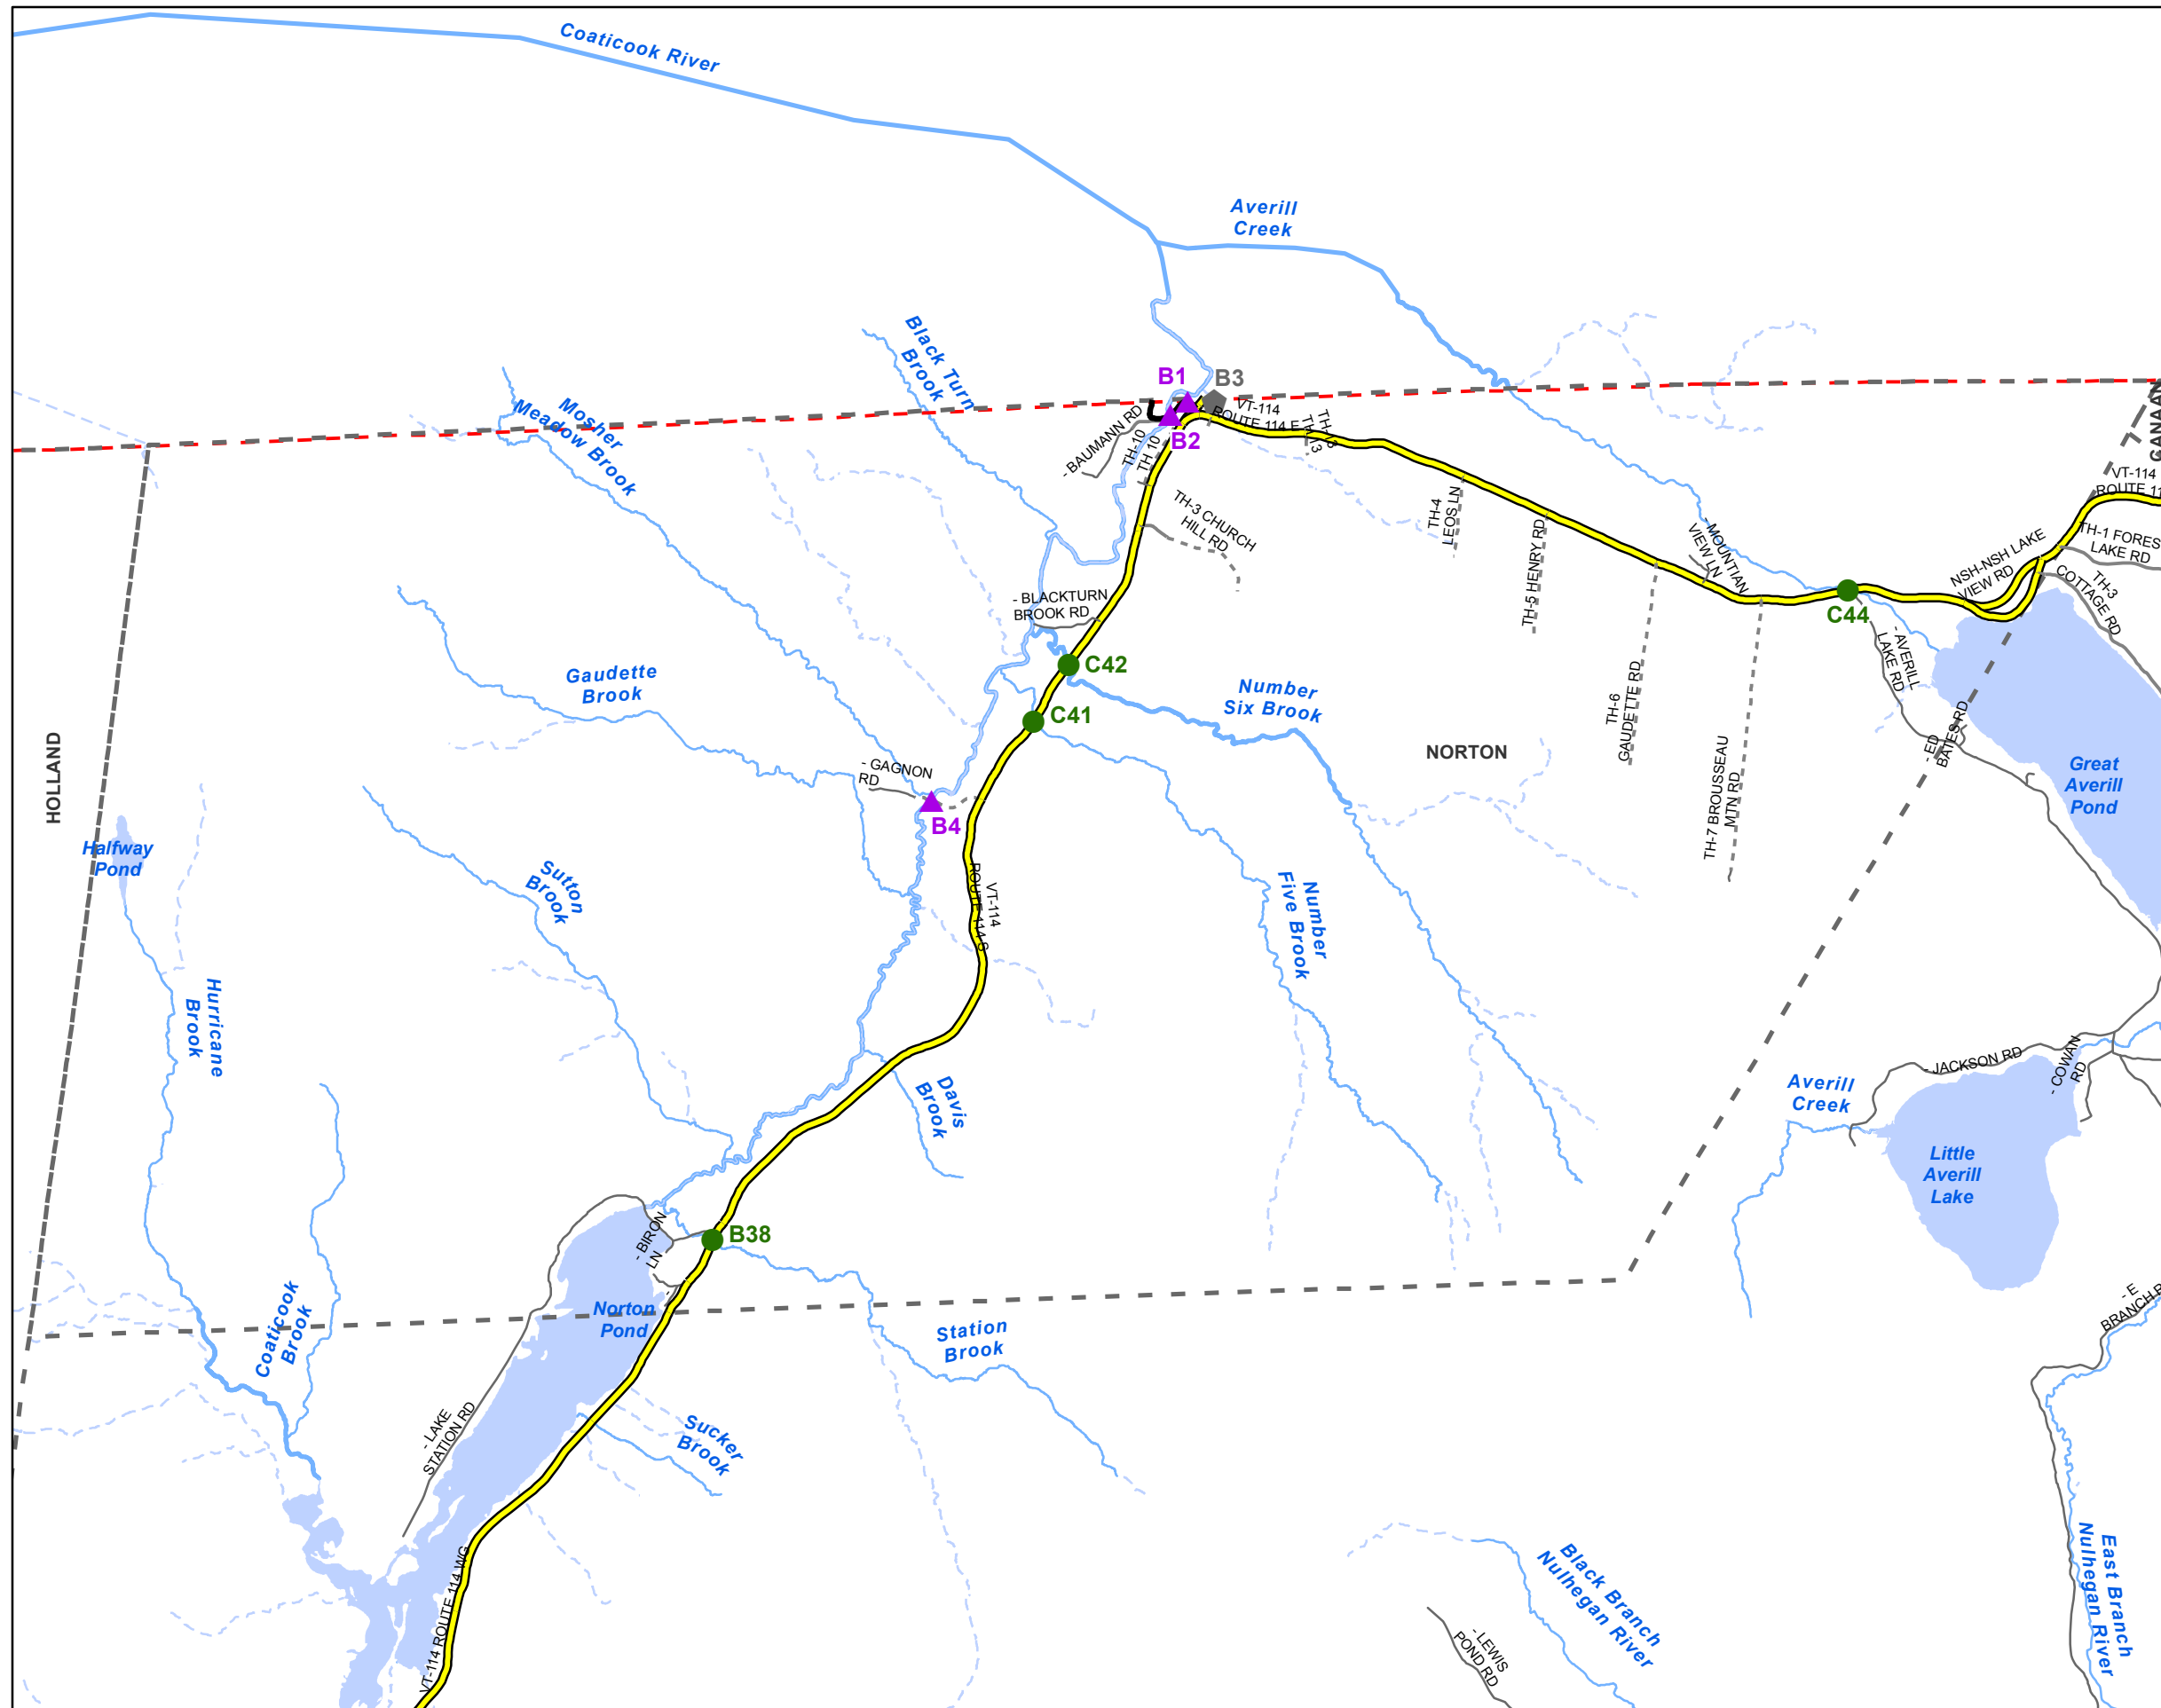 Coaticook River
Averill
Creek
Black Turn
Brook
Mosher
Meadow Brook
B1
B3
B2
- BAUMANN RD
TH-10
TH 10
VT-114
ROUTE 114 E
TH-13
TH-13
CANAAN
VT-114
TH-3 CHURCH
HILL RD
TH-4
LEOS LN
TH-5 HENRY RD
- MOUNTIAN
VIEW LN
NSH-NSH LAKE
VIEW RD
LAKE RD
TH-3
COTTAGE RD
- BLACKTURN
BROOK RD
C44
C42
C41
- AVERILL
LAKE RD
Gaudette
Brook
Number
Six Brook
TH-6
GAUDETTE RD
NORTON
- ED
BATES RD
HOLLAND
- GAGNON
RD
B4
TH-7 BROUSSEAU
MTN RD
Great
Averill
Pond
Halfway
Pond
Sutton
Brook
VT-114
ROUTE 114 S
Number
Five Brook
Hurricane
Brook
Davis
Brook
- JACKSON RD
- COWAN
RD
Averill
Creek
Little
Averill
Lake
- BIRON
LN
B38
Norton
Pond
Coaticook
Brook
Station
Brook
- E
- LAKE
STATION RD
Sucker
Brook
VT-114 ROUTE 114 WG
Black Branch
Nulhegan River
East Branch
Nulhegan River
- LEWIS
POND RD